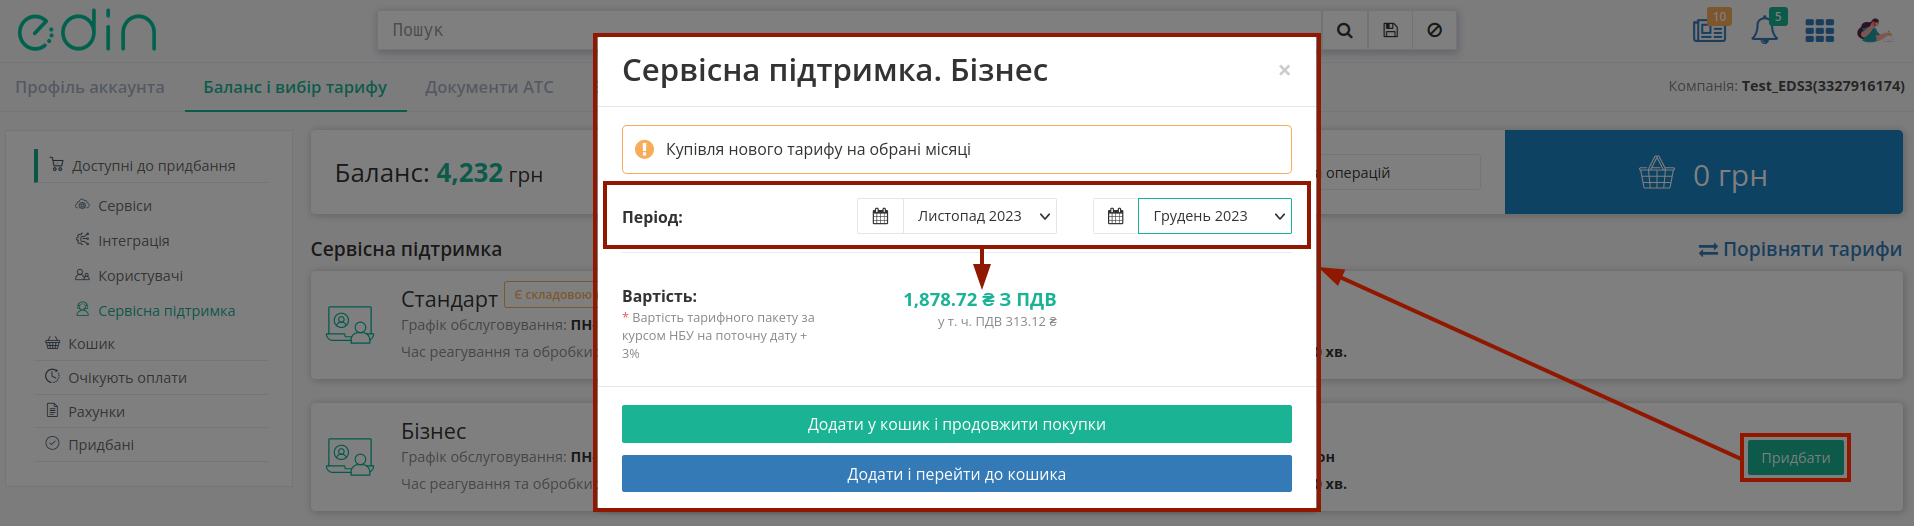 edin
Пошук
10
5
Профіль аккаунта
Баланс і вибір тарифу
Документи АТС
Компанія: Test_EDS3(3327916174)
Доступні до придбання
Сервіси
Інтеграція
Користувачі
Сервісна підтримка
Кошик
Очікують оплати
Рахунки
Придбані
Баланс: 4,232 грн
операцій
0 грн
Сервісна підтримка
Порівняти тарифи
Стандарт
Є складовою
Графік обслуговування: ПН
Час реагування та обробки
хв.
Бізнес
Графік обслуговування: ПН
Час реагування та обробки
хв.
Придбати
Сервісна підтримка. Бізнес
×
Купівля нового тарифу на обрані місяці
Період:
Листопад 2023
Грудень 2023
Вартість:
1,878.72 ₴ З ПДВ
* Вартість тарифного пакету за
курсом НБУ на поточну дату +
3%
у т. ч. ПДВ 313.12 ₴
Додати у кошик і продовжити покупки
Додати і перейти до кошика